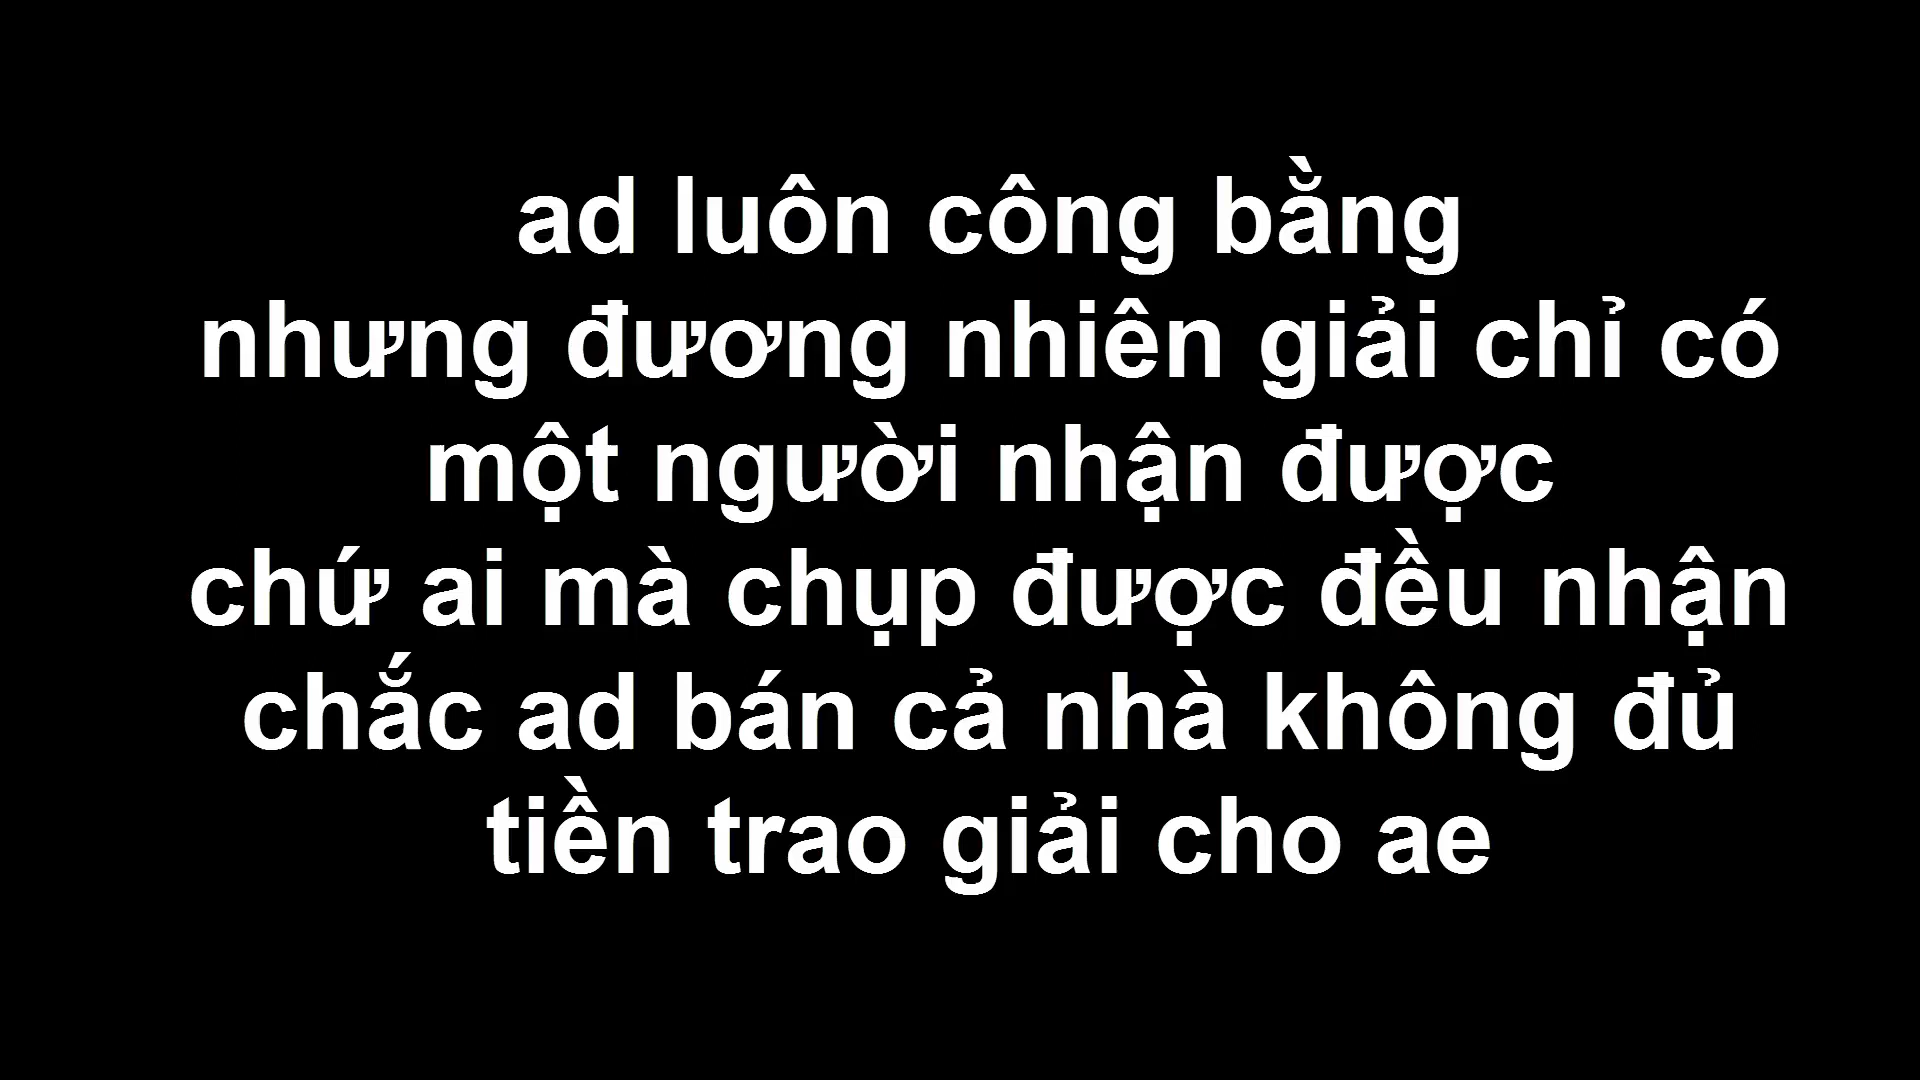 ad luôn công bằng
nhưng đương nhiên giải chỉ có
một người nhận được
chứ ai mà chụp được đều nhận
chắc ad bán cả nhà không đủ
tiền trao giải cho ae